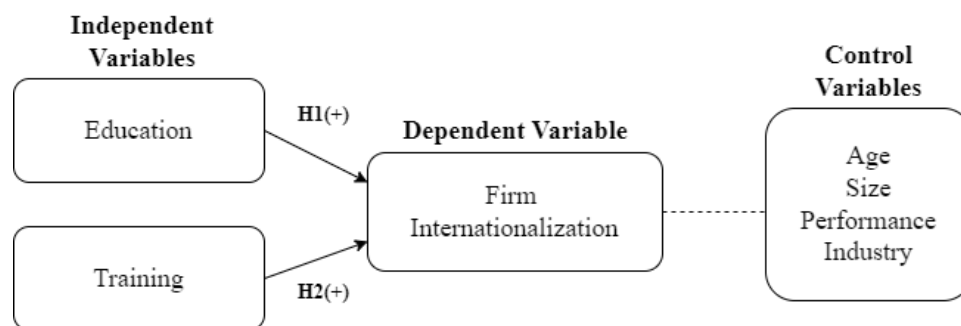 Independent
Variables
Education
H1(+)
Training
H2(+)
Dependent Variable
Firm
Internationalization
Control
Variables
Age
Size
Performance
Industry